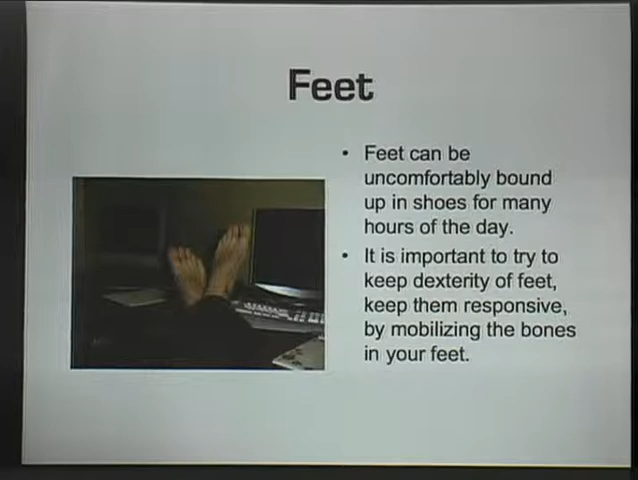 Feet
• Feet can be
uncomfortably bound
up in shoes for many
hours of the day.
• It is important to try to
keep dexterity of feet,
keep them responsive,
by mobilizing the bones
in your feet.